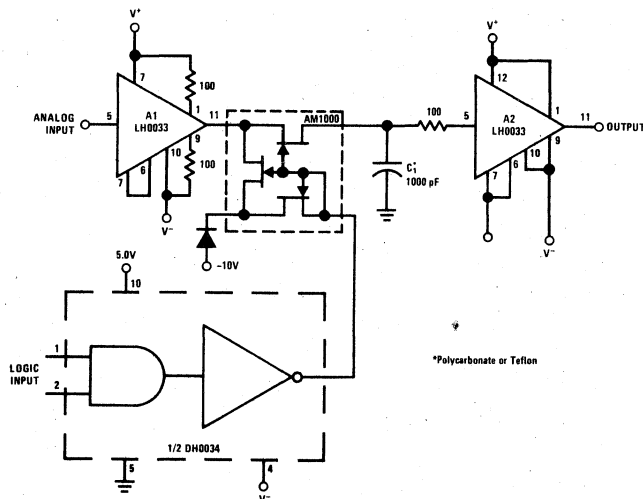 V+
7
100
ANALOG
INPUT
5
A1
LH0033
1
11
9
10
6
7
100
V−
AM1000
−10V
100
C1*
1000 pF
V+
12
5
A2
LH0033
1
11
OUTPUT
9
10
6
7
V−
5.0V
10
LOGIC
INPUT
1
2
1/2 DH0034
5
4
V−
*Polycarbonate or Teflon